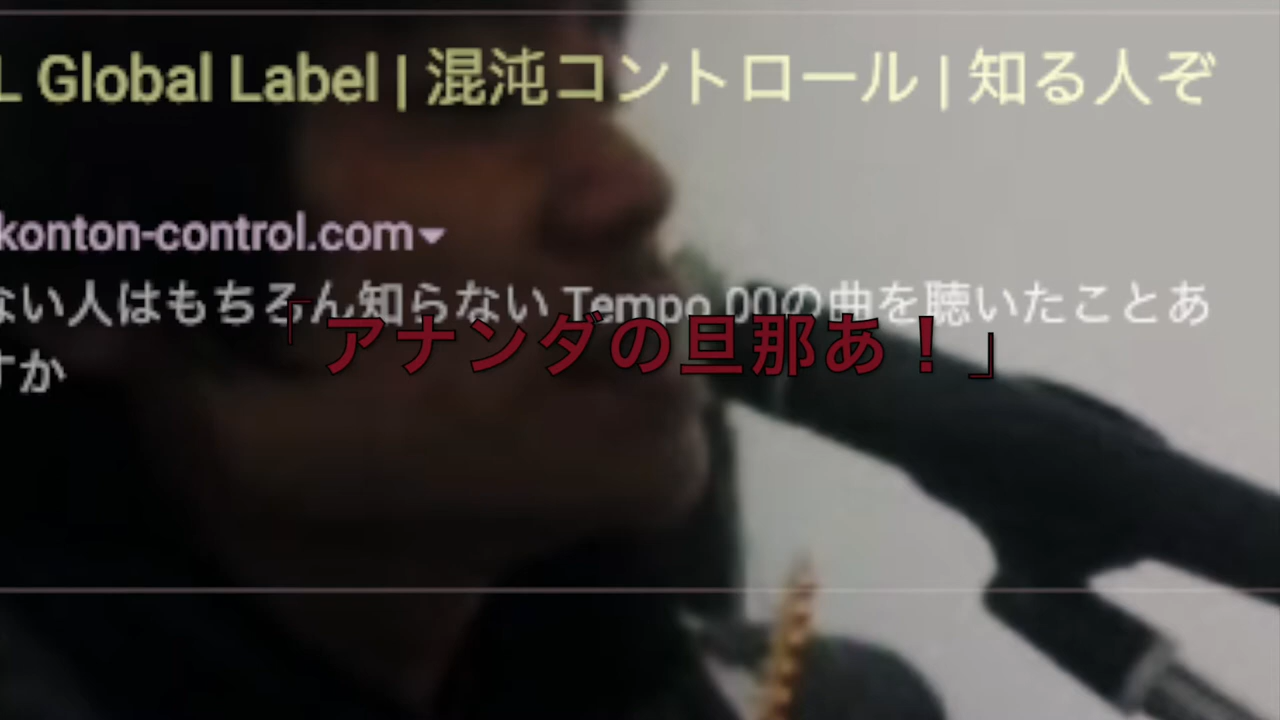 L Global Label | 混沌コントロール | 知る人ぞ
konton-control.com
ない人はもちろん知らない Tempo 00の曲を聴いたことあ
すか
「アナンダの旦那あ！」